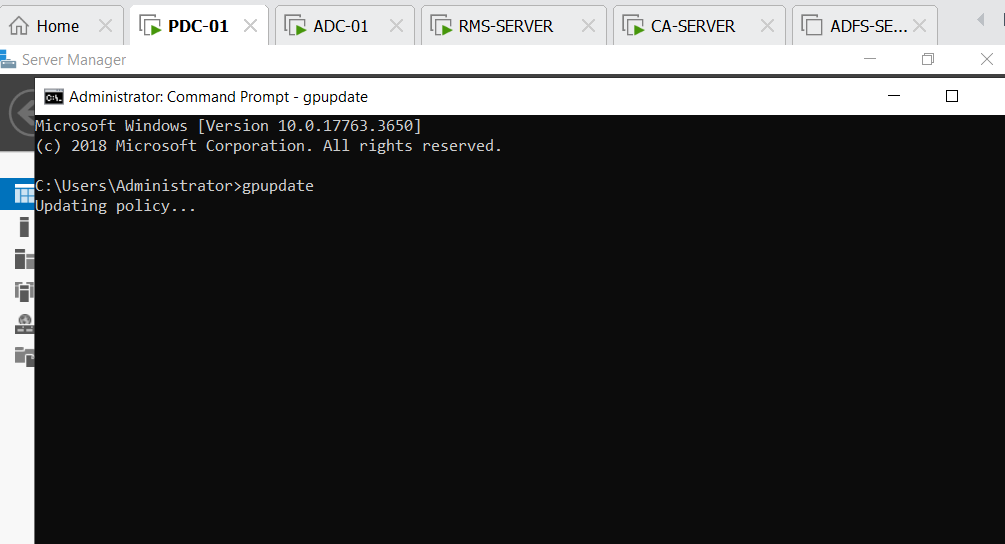 Home
PDC-01
ADC-01
RMS-SERVER
CA-SERVER
ADFS-SE...
Server Manager
Administrator: Command Prompt - gpupdate
Microsoft Windows [Version 10.0.17763.3650]
(c) 2018 Microsoft Corporation. All rights reserved.
C:\Users\Administrator>gpupdate
Updating policy...